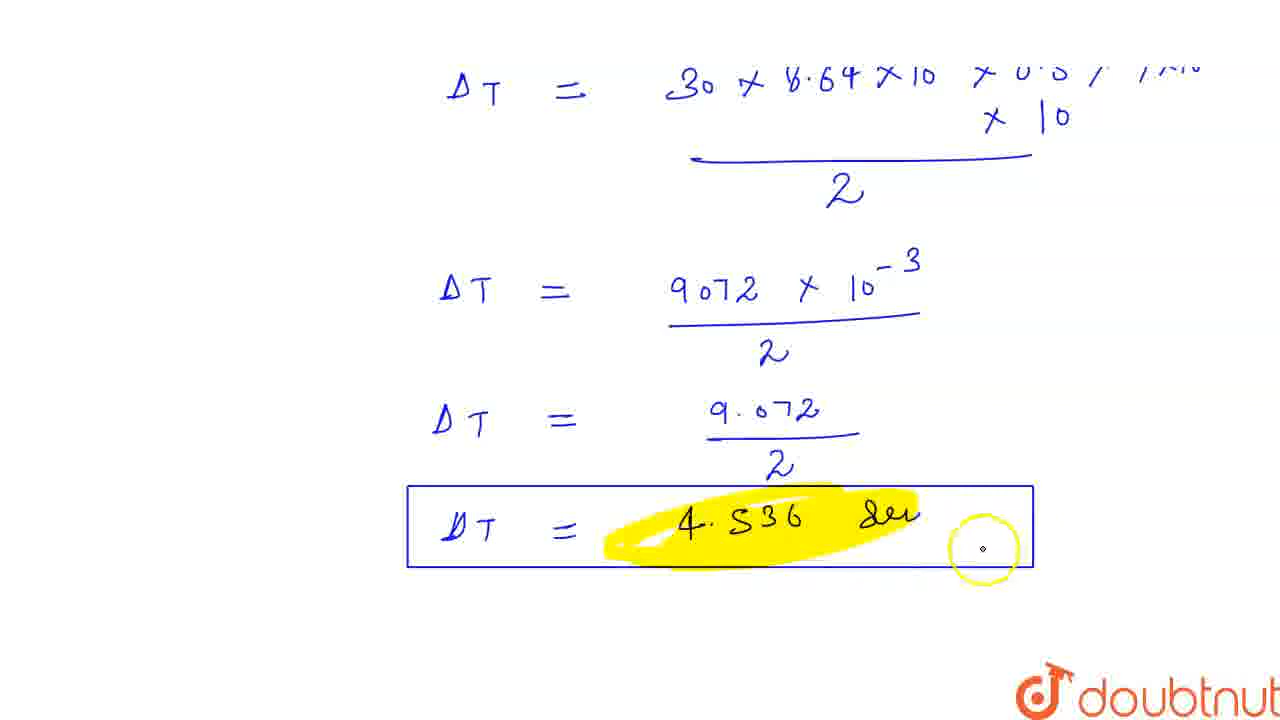 ΔT = 30 × 8.64 × 10 ×
× 10
2
ΔT = 9072 × 10⁻³
2
ΔT = 9.072
2
ΔT = 4.536 Sec
doubtnut